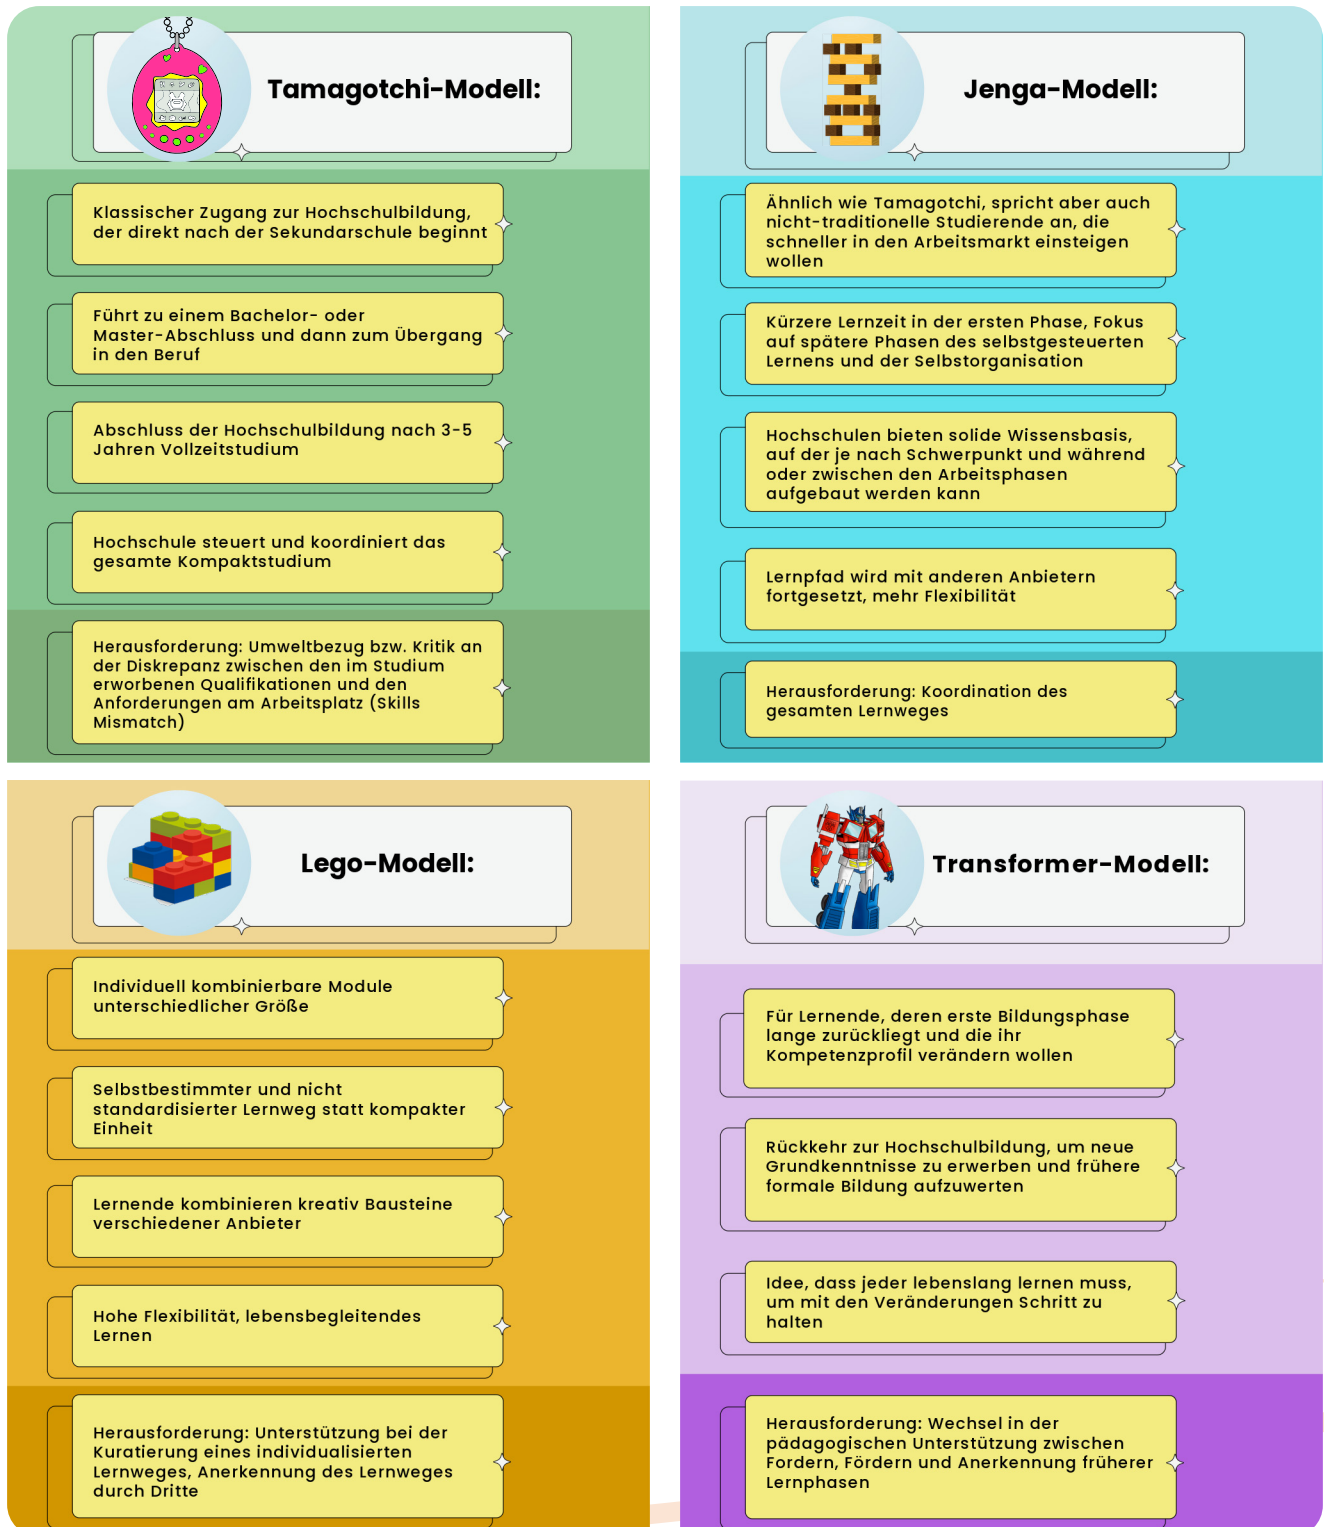 Tamagotchi-Modell:
Klassischer Zugang zur Hochschulbildung,
der direkt nach der Sekundarschule beginnt
Führt zu einem Bachelor- oder
Master-Abschluss und dann zum Übergang
in den Beruf
Abschluss der Hochschulbildung nach 3-5
Jahren Vollzeitstudium
Hochschule steuert und koordiniert das
gesamte Kompaktstudium
Herausforderung: Umweltbezug bzw. Kritik an
der Diskrepanz zwischen den im Studium
erworbenen Qualifikationen und den
Anforderungen am Arbeitsplatz (Skills
Mismatch)
Jenga-Modell:
Ähnlich wie Tamagotchi, spricht aber auch
nicht-traditionelle Studierende an, die
schneller in den Arbeitsmarkt einsteigen
wollen
Kürzere Lernzeit in der ersten Phase, Fokus
auf spätere Phasen des selbstgesteuerten
Lernens und der Selbstorganisation
Hochschulen bieten solide Wissensbasis,
auf der je nach Schwerpunkt und während
oder zwischen den Arbeitsphasen
aufgebaut werden kann
Lernpfad wird mit anderen Anbietern
fortgesetzt, mehr Flexibilität
Herausforderung: Koordination des
gesamten Lernweges
Lego-Modell:
Individuell kombinierbare Module
unterschiedlicher Größe
Selbstbestimmter und nicht
standardisierter Lernweg statt kompakter
Einheit
Lernende kombinieren kreativ Bausteine
verschiedener Anbieter
Hohe Flexibilität, lebensbegleitendes
Lernen
Herausforderung: Unterstützung bei der
Kuratierung eines individualisierten
Lernweges, Anerkennung des Lernweges
durch Dritte
Transformer-Modell:
Für Lernende, deren erste Bildungsphase
lange zurückliegt und die ihr
Kompetenzprofil verändern wollen
Rückkehr zur Hochschulbildung, um neue
Grundkenntnisse zu erwerben und frühere
formale Bildung aufzuwerten
Idee, dass jeder lebenslang lernen muss,
um mit den Veränderungen Schritt zu
halten
Herausforderung: Wechsel in der
pädagogischen Unterstützung zwischen
Fordern, Fördern und Anerkennung früherer
Lernphasen